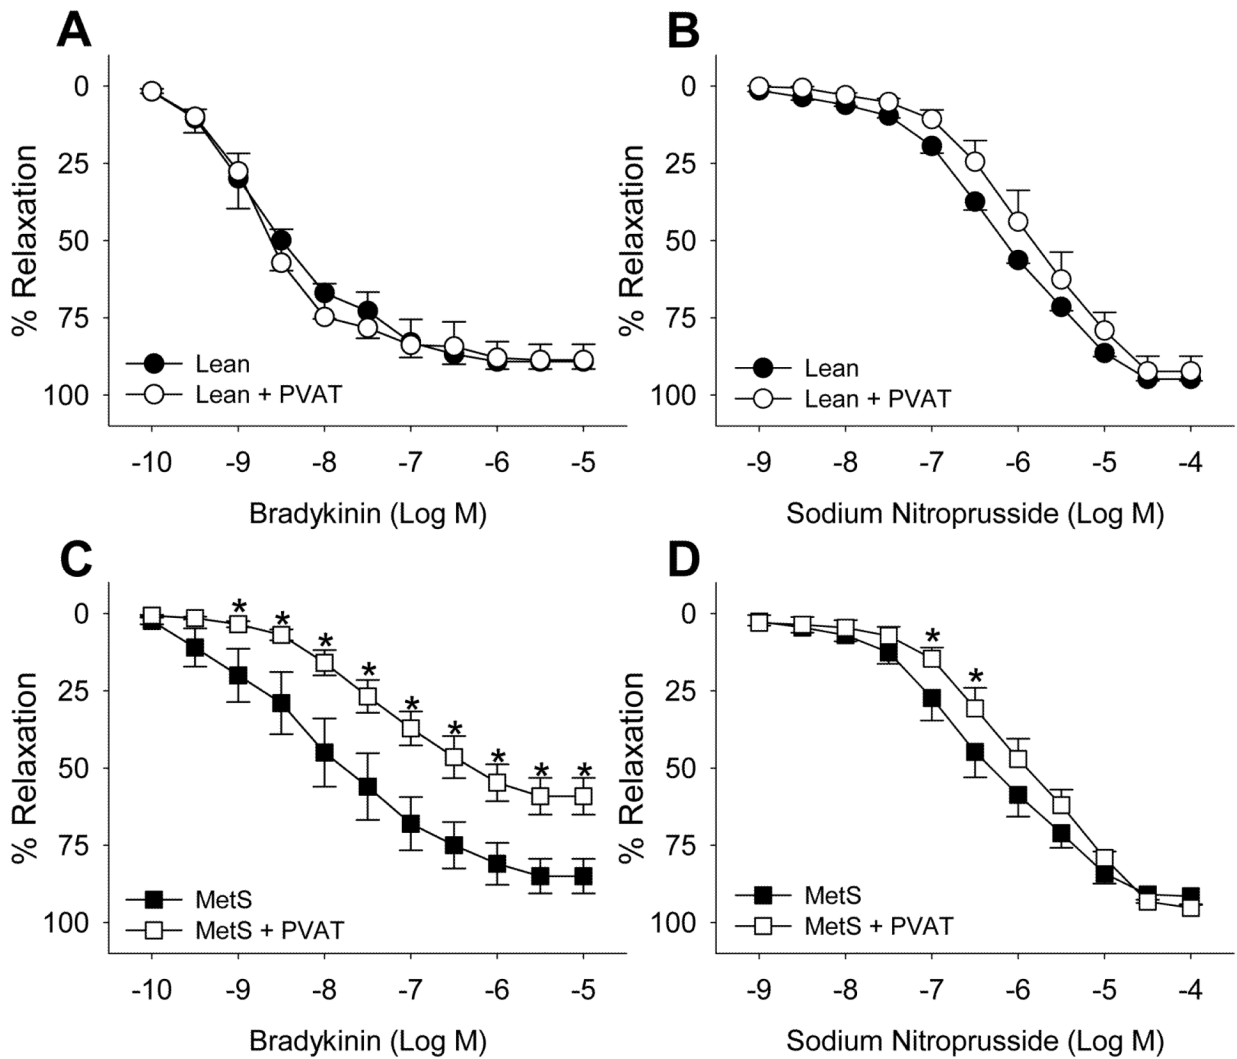 A
% Relaxation
0
25
50
75
100
Lean
Lean + PVAT
-10 -9 -8 -7 -6 -5
Bradykinin (Log M)
B
% Relaxation
0
25
50
75
100
Lean
Lean + PVAT
-9 -8 -7 -6 -5 -4
Sodium Nitroprusside (Log M)
C
% Relaxation
0
25
50
75
100
* * * * * * * * *
MetS
MetS + PVAT
-10 -9 -8 -7 -6 -5
Bradykinin (Log M)
D
% Relaxation
0
25
50
75
100
* *
MetS
MetS + PVAT
-9 -8 -7 -6 -5 -4
Sodium Nitroprusside (Log M)